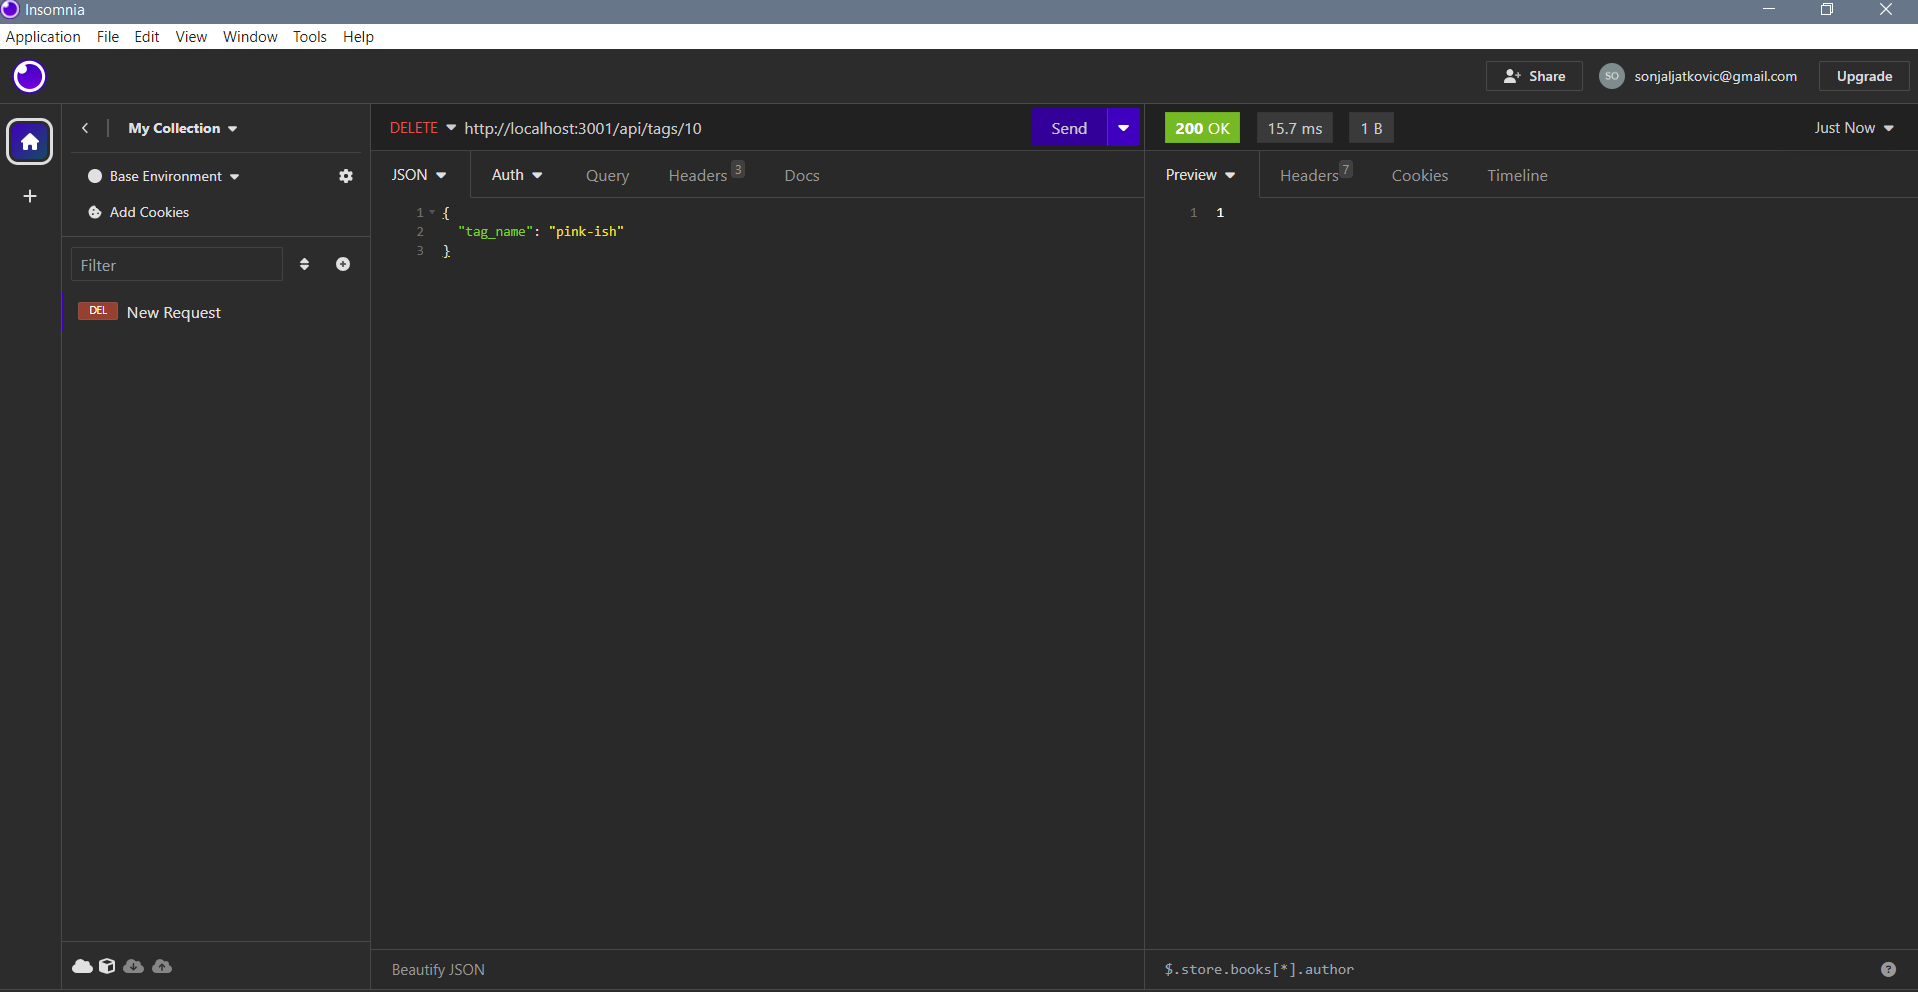 Insomnia
Application File Edit View Window Tools Help
Share SO sonjaljatkovic@gmail.com Upgrade
My Collection
DELETE http://localhost:3001/api/tags/10 Send
200 OK 15.7 ms 1 B Just Now
Base Environment
Add Cookies
Filter
DEL New Request
JSON Auth Query Headers 3 Docs
1 {
2 "tag_name": "pink-ish"
3 }
Beautify JSON
Preview Headers 7 Cookies Timeline
1 1
$.store.books[*].author ?